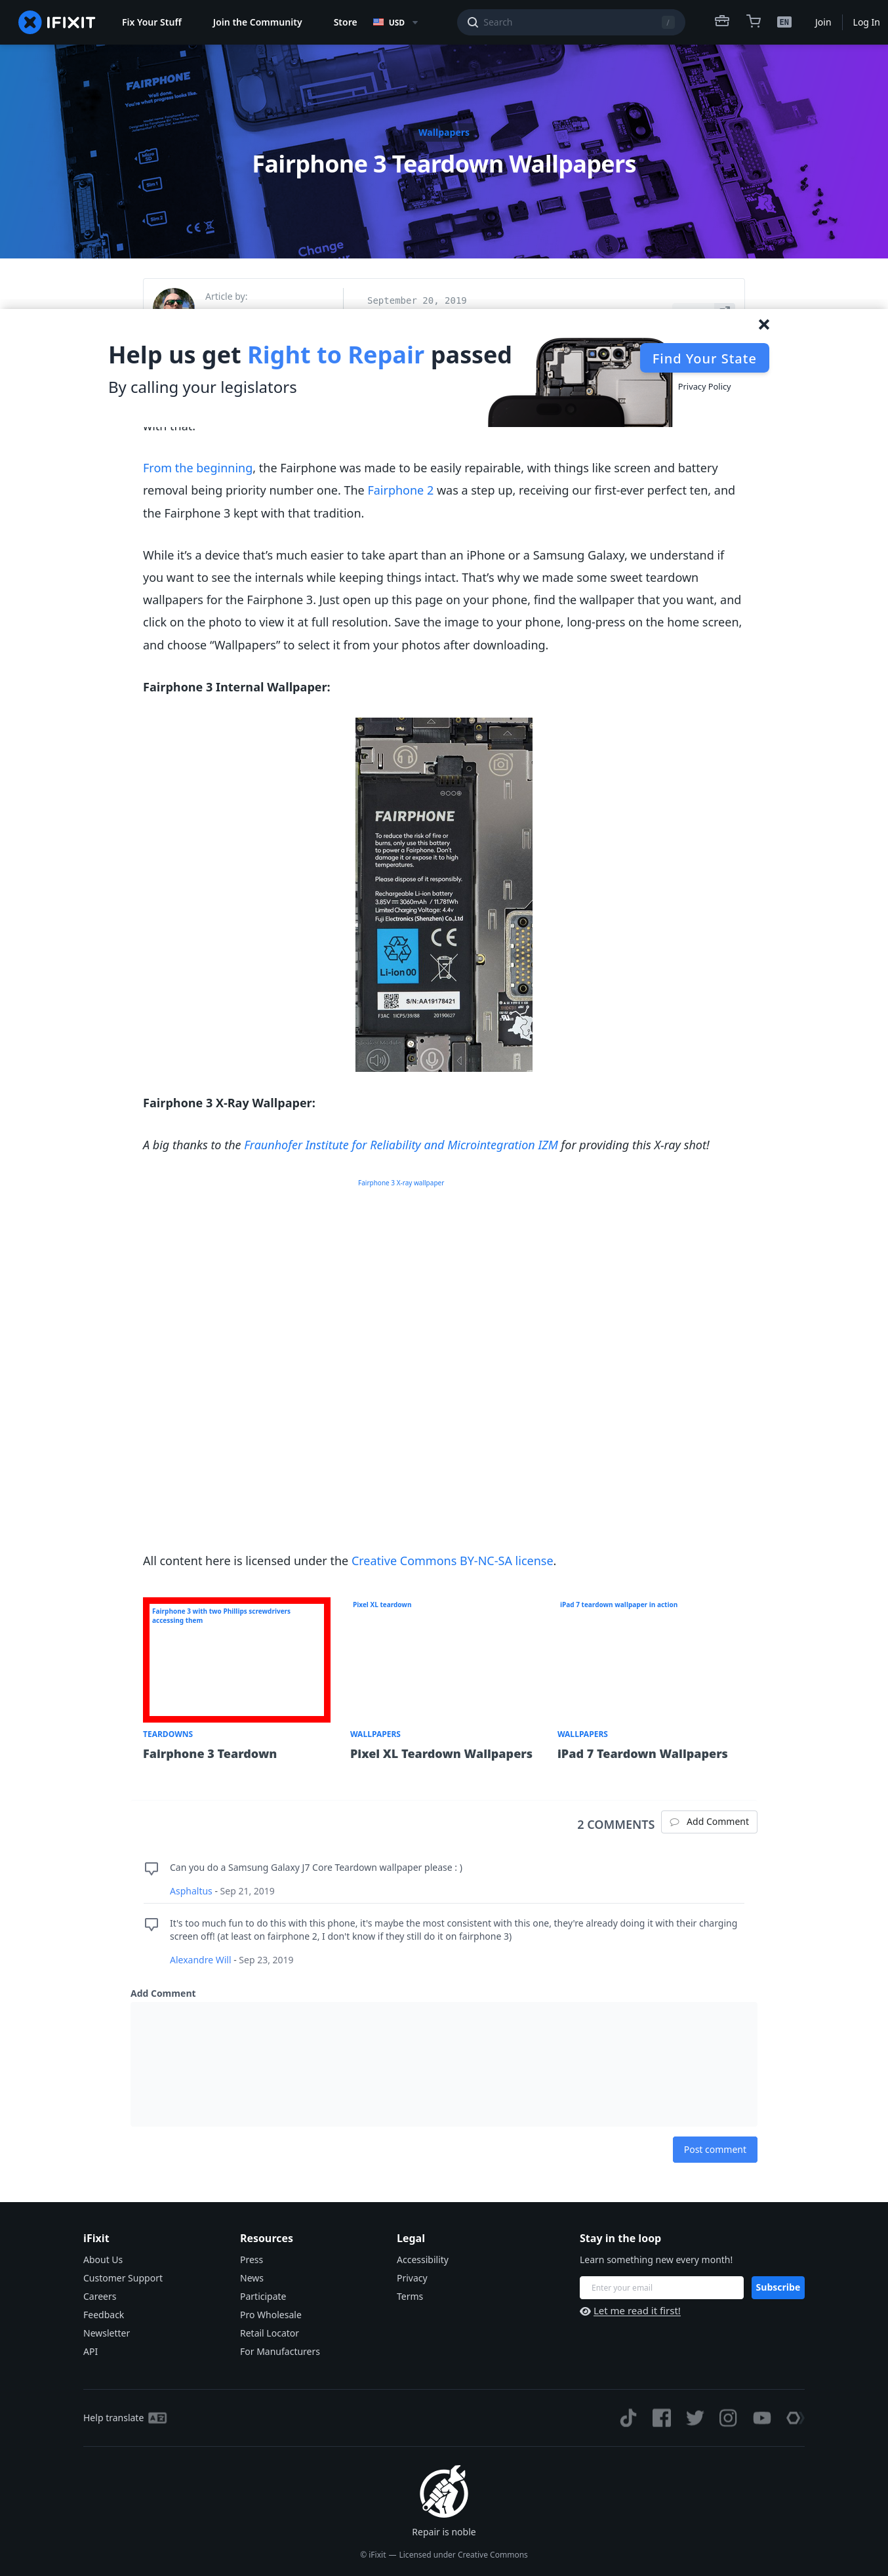 IFIXIT
Fix Your Stuff
Join the Community
Store
USD
Search
/
EN
Join
Log In
FAIRPHONE
Well done.
You've what progress looks like.
microSD
Sim 1
Sim 2
Change
Wallpapers
Fairphone 3 Teardown Wallpapers
Article by:
September 20, 2019
Help us get Right to Repair passed
By calling your legislators
Find Your State
Privacy Policy
with that.
From the beginning, the Fairphone was made to be easily repairable, with things like screen and battery
removal being priority number one. The Fairphone 2 was a step up, receiving our first-ever perfect ten, and
the Fairphone 3 kept with that tradition.
While it’s a device that’s much easier to take apart than an iPhone or a Samsung Galaxy, we understand if
you want to see the internals while keeping things intact. That’s why we made some sweet teardown
wallpapers for the Fairphone 3. Just open up this page on your phone, find the wallpaper that you want, and
click on the photo to view it at full resolution. Save the image to your phone, long-press on the home screen,
and choose “Wallpapers” to select it from your photos after downloading.
Fairphone 3 Internal Wallpaper:
FAIRPHONE
To reduce the risk of fire or
burns, only use this battery
to power a Fairphone. Don't
damage it or expose it to high
temperatures.
Please dispose of it responsibly.
Rechargeable Li-ion battery
3.85V 3060mAh / 11.781Wh
Limited Charging Voltage: 4.4v
Fuji Electronics (Shenzhen) Co.,Ltd
Li-ion 00
S/N:AA19178421
F3AC 1ICP5/39/88 20190627
Fairphone 3 X-Ray Wallpaper:
A big thanks to the Fraunhofer Institute for Reliability and Microintegration IZM for providing this X-ray shot!
Fairphone 3 X-ray wallpaper
All content here is licensed under the Creative Commons BY-NC-SA license.
Fairphone 3 with two Phillips screwdrivers
accessing them
TEARDOWNS
Fairphone 3 Teardown
Pixel XL teardown
WALLPAPERS
Pixel XL Teardown Wallpapers
iPad 7 teardown wallpaper in action
WALLPAPERS
iPad 7 Teardown Wallpapers
2 COMMENTS
Add Comment
Can you do a Samsung Galaxy J7 Core Teardown wallpaper please : )
Asphaltus - Sep 21, 2019
It's too much fun to do this with this phone, it's maybe the most consistent with this one, they're already doing it with their charging
screen off! (at least on fairphone 2, I don't know if they still do it on fairphone 3)
Alexandre Will - Sep 23, 2019
Add Comment
Post comment
iFixit
About Us
Customer Support
Careers
Feedback
Newsletter
API
Resources
Press
News
Participate
Pro Wholesale
Retail Locator
For Manufacturers
Legal
Accessibility
Privacy
Terms
Stay in the loop
Learn something new every month!
Enter your email
Subscribe
Let me read it first!
Help translate
Repair is noble
© iFixit — Licensed under Creative Commons